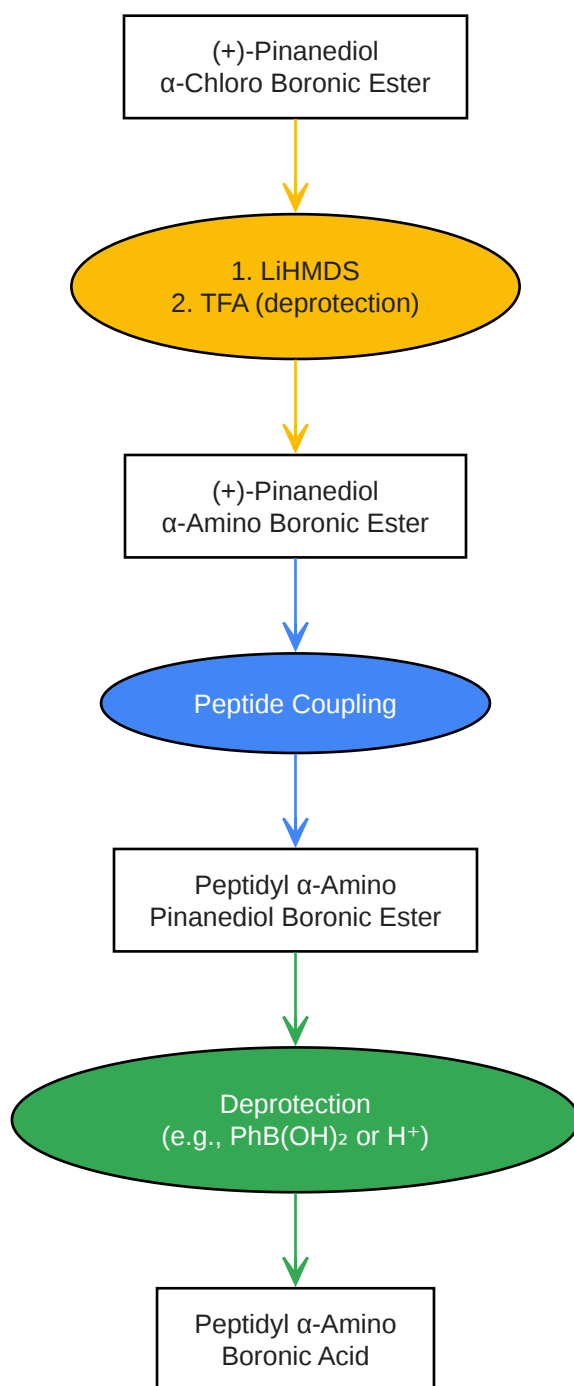 (+)-Pinanediol
α-Chloro Boronic Ester
1. LiHMDS
2. TFA (deprotection)
(+)-Pinanediol
α-Amino Boronic Ester
Peptide Coupling
Peptidyl α-Amino
Pinanediol Boronic Ester
Deprotection
(e.g., PhB(OH)₂ or H⁺)
Peptidyl α-Amino
Boronic Acid